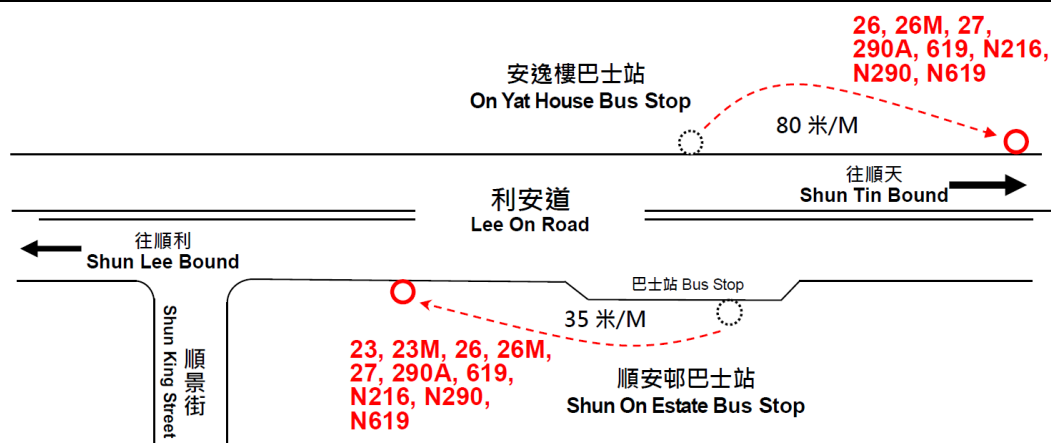 26, 26M, 27,
290A, 619, N216,
N290, N619
安逸樓巴士站
On Yat House Bus Stop
80 米/M
往順天
Shun Tin Bound
利安道
Lee On Road
往順利
Shun Lee Bound
巴士站 Bus Stop
35 米/M
順景街
Shun King Street
23, 23M, 26, 26M,
27, 290A, 619,
N216, N290,
N619
順安邨巴士站
Shun On Estate Bus Stop